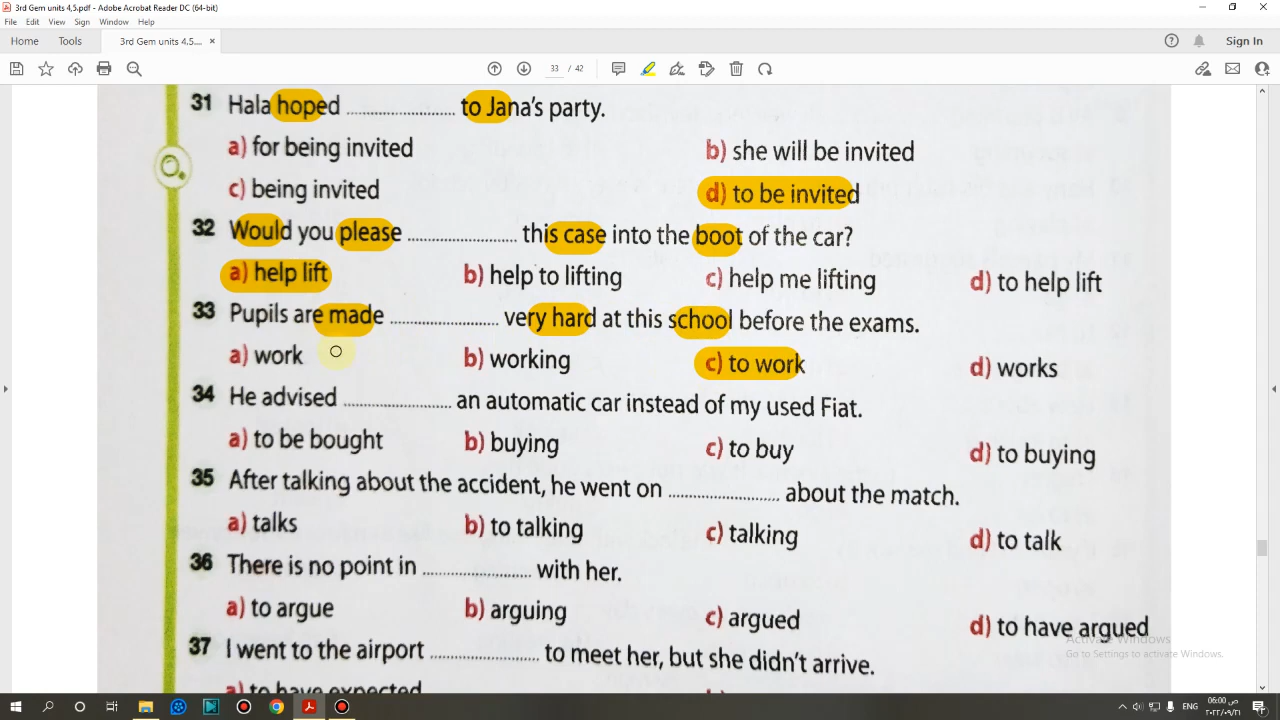 3rd Gem units 4,5.pdf - Adobe Acrobat Reader DC (64-bit)
File Edit View Sign Window Help
Home Tools 3rd Gem units 4,5.... × Sign In
33 / 42
31 Hala hoped .......................... to Jana's party.
a) for being invited b) she will be invited
c) being invited d) to be invited
32 Would you please .......................... this case into the boot of the car?
a) help lift b) help to lifting c) help me lifting d) to help lift
33 Pupils are made .......................... very hard at this school before the exams.
a) work b) working c) to work d) works
34 He advised .......................... an automatic car instead of my used Fiat.
a) to be bought b) buying c) to buy d) to buying
35 After talking about the accident, he went on .......................... about the match.
a) talks b) to talking c) talking d) to talk
36 There is no point in .......................... with her.
a) to argue b) arguing c) argued d) to have argued
Activate Windows
Go to Settings to activate Windows.
37 I went to the airport .......................... to meet her, but she didn't arrive.
a) to have expected
ENG 06:00 ص